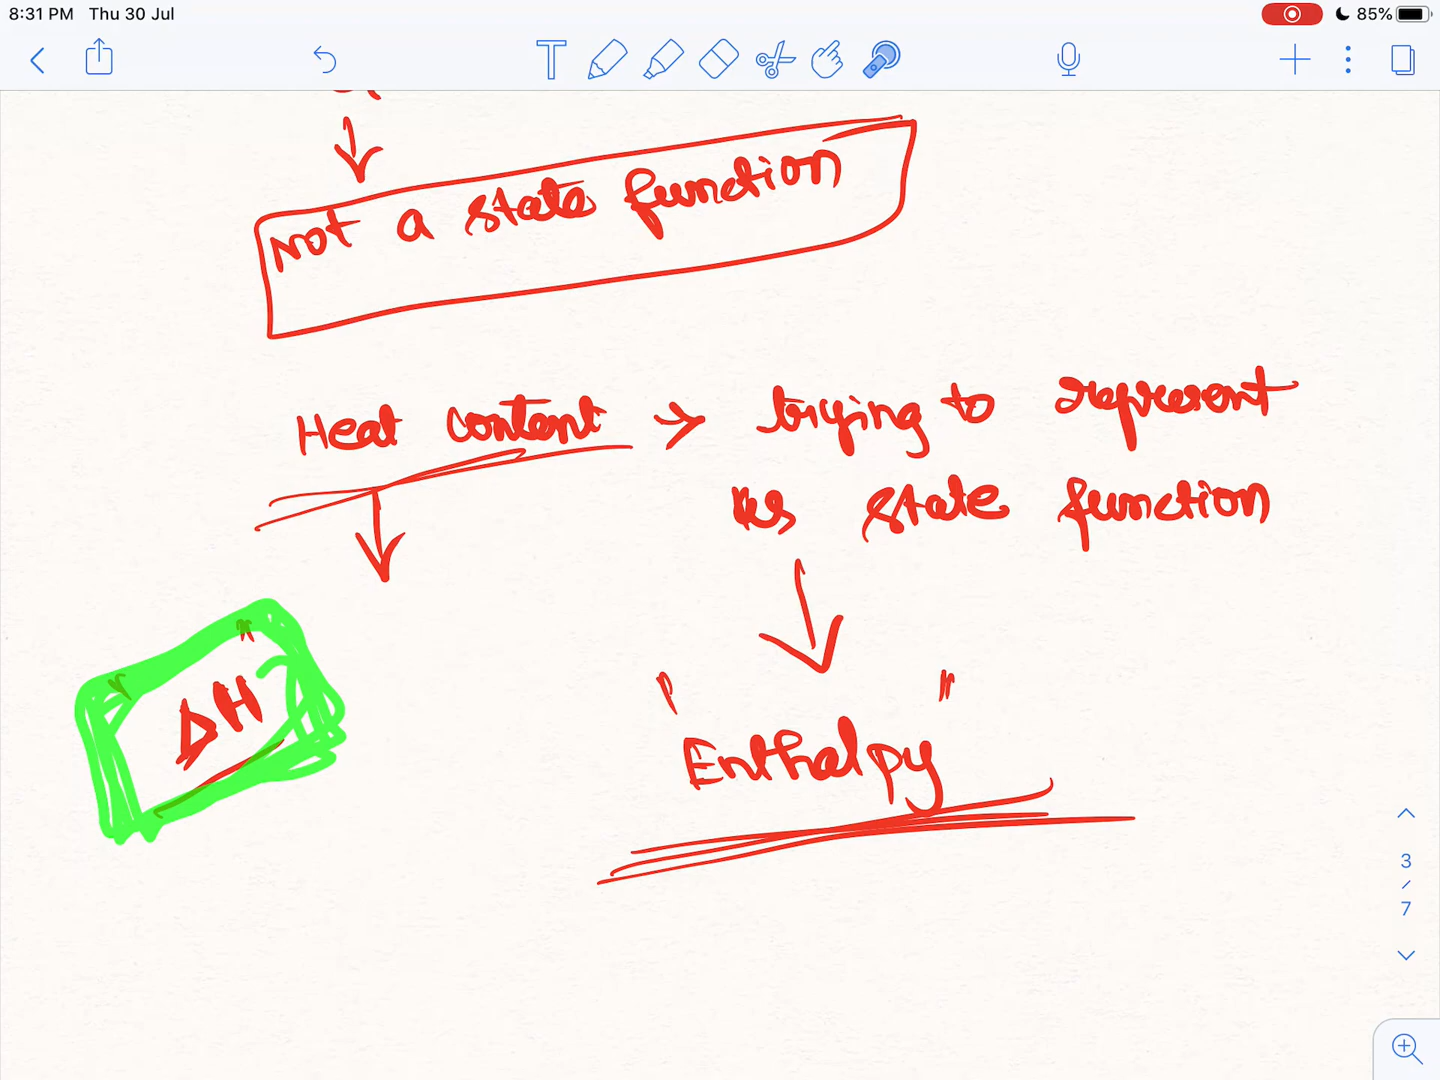 8:31 PM Thu 30 Jul
85%
T
Not a state function
Heat content → trying to represent
as state function
"ΔH"
"Enthalpy"
3
/
7